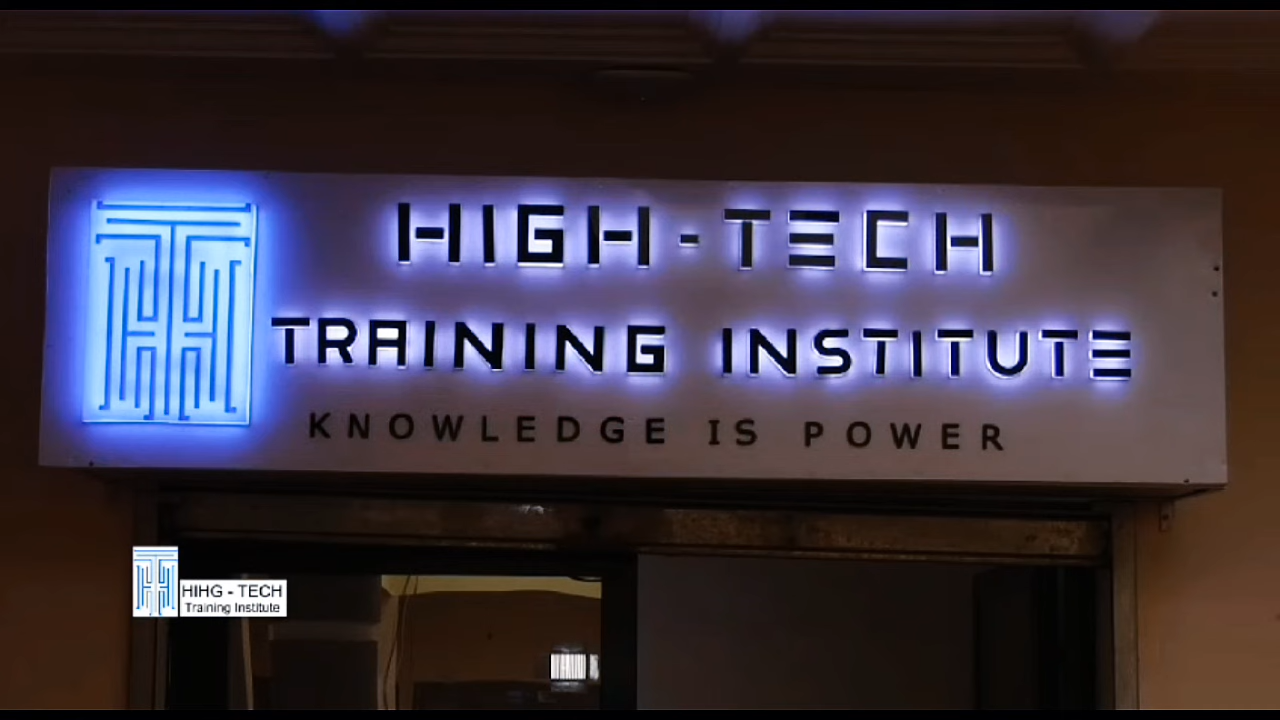 HIGH-TECH
TRAINING INSTITUTE
KNOWLEDGE IS POWER
HIHG - TECH
Training Institute